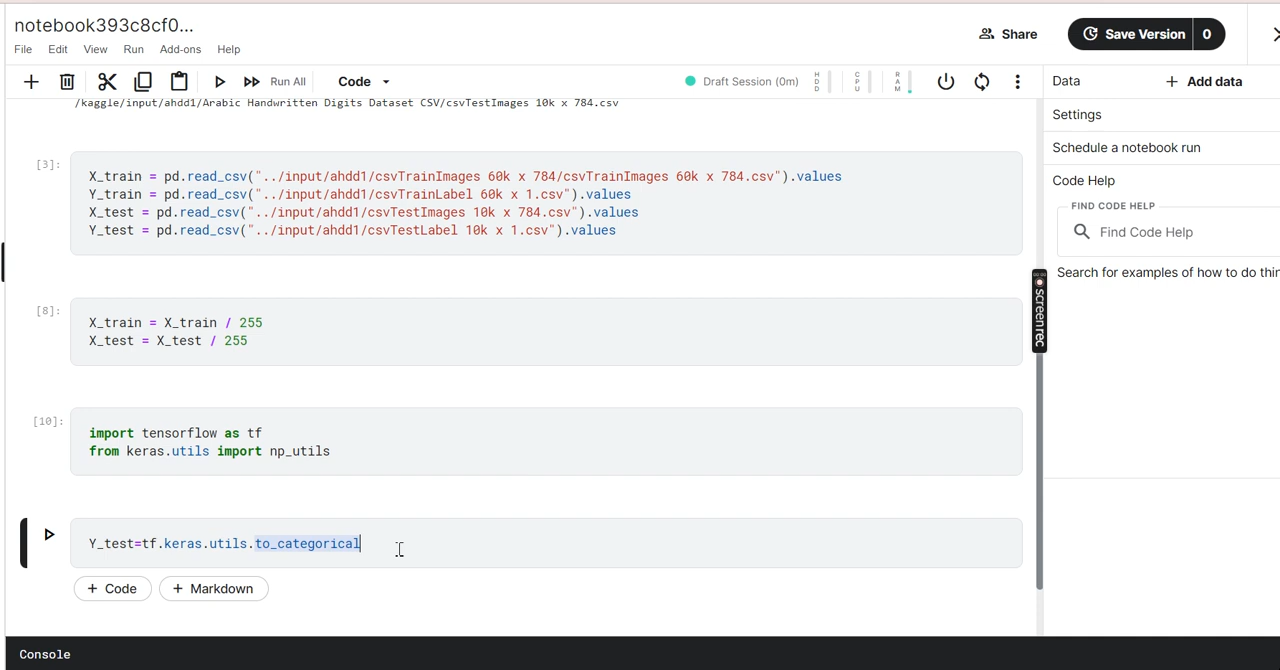 notebook393c8cf0...
File Edit View Run Add-ons Help
Share
Save Version 0
Run All
Code
Draft Session (0m)
HDD
CPU
RAM
Data
Add data
/kaggle/input/ahdd1/Arabic Handwritten Digits Dataset CSV/csvTestImages 10k x 784.csv
Settings
Schedule a notebook run
Code Help
FIND CODE HELP
Find Code Help
Search for examples of how to do thin
[3]:
X_train = pd.read_csv("../input/ahdd1/csvTrainImages 60k x 784/csvTrainImages 60k x 784.csv").values
Y_train = pd.read_csv("../input/ahdd1/csvTrainLabel 60k x 1.csv").values
X_test = pd.read_csv("../input/ahdd1/csvTestImages 10k x 784.csv").values
Y_test = pd.read_csv("../input/ahdd1/csvTestLabel 10k x 1.csv").values
screenrec
[8]:
X_train = X_train / 255
X_test = X_test / 255
[10]:
import tensorflow as tf
from keras.utils import np_utils
Y_test=tf.keras.utils.to_categorical
+ Code
+ Markdown
Console